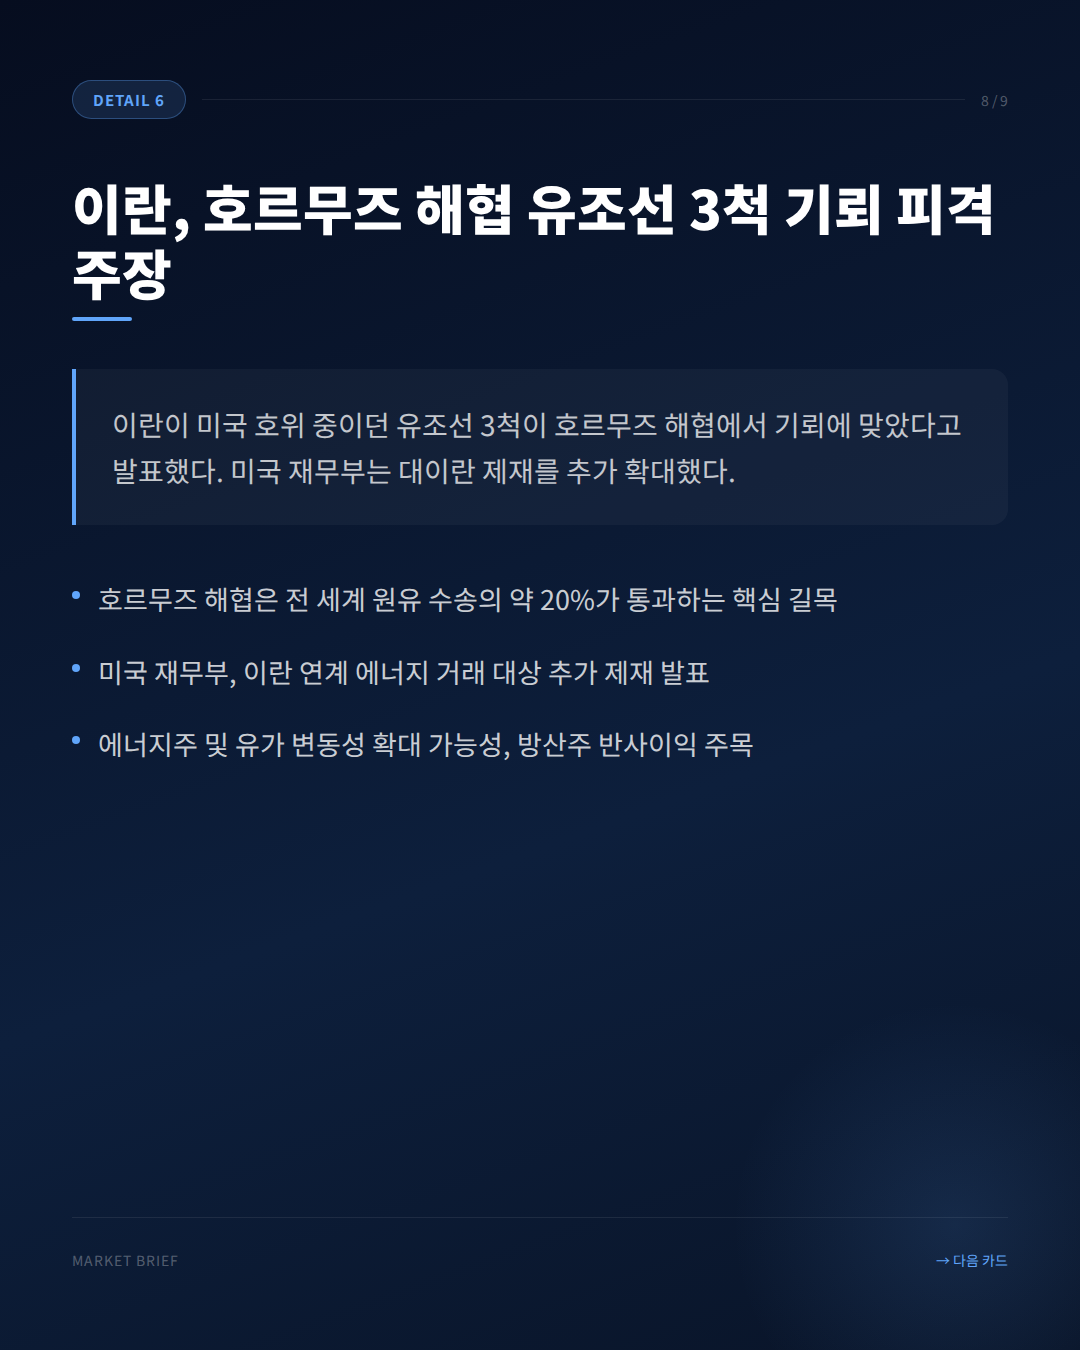 DETAIL 6
8 / 9
이란, 호르무즈 해협 유조선 3척 기뢰 피격
주장
이란이 미국 호위 중이던 유조선 3척이 호르무즈 해협에서 기뢰에 맞았다고
발표했다. 미국 재무부는 대이란 제재를 추가 확대했다.
• 호르무즈 해협은 전 세계 원유 수송의 약 20%가 통과하는 핵심 길목
• 미국 재무부, 이란 연계 에너지 거래 대상 추가 제재 발표
• 에너지주 및 유가 변동성 확대 가능성, 방산주 반사이익 주목
MARKET BRIEF
→ 다음 카드